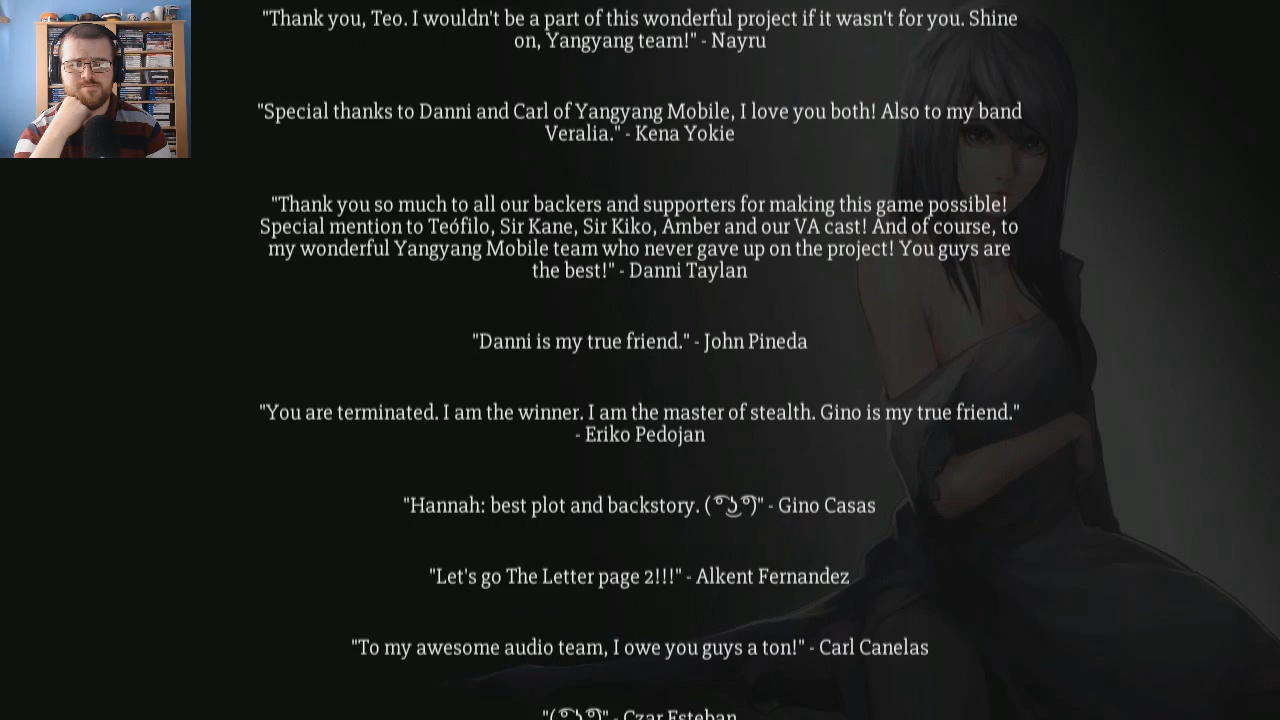 "Thank you, Teo. I wouldn't be a part of this wonderful project if it wasn't for you. Shine
on, Yangyang team!" - Nayru
"Special thanks to Danni and Carl of Yangyang Mobile, I love you both! Also to my band
Veralia." - Kena Yokie
"Thank you so much to all our backers and supporters for making this game possible!
Special mention to Teófilo, Sir Kane, Sir Kiko, Amber and our VA cast! And of course, to
my wonderful Yangyang Mobile team who never gave up on the project! You guys are
the best!" - Danni Taylan
"Danni is my true friend." - John Pineda
"You are terminated. I am the winner. I am the master of stealth. Gino is my true friend."
- Eriko Pedojan
"Hannah: best plot and backstory. ( ͡° ͜ʖ ͡°)" - Gino Casas
"Let's go The Letter page 2!!!" - Alkent Fernandez
"To my awesome audio team, I owe you guys a ton!" - Carl Canelas
"( ͡° ͜ʖ ͡°)" - Czar Esteban